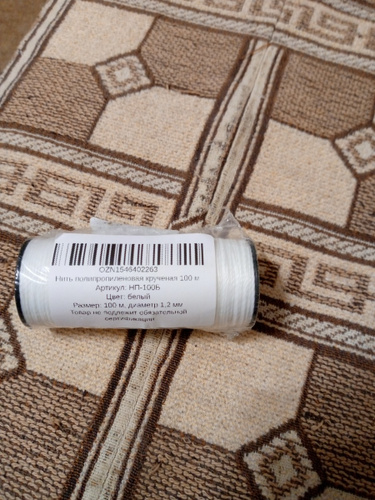 OZN1546402263
Нить полипропиленовая крученая 100 м
Артикул: НП-100Б
Цвет: белый
Размер: 100 м, диаметр 1,2 мм
Товар не подлежит обязательной
сертификации